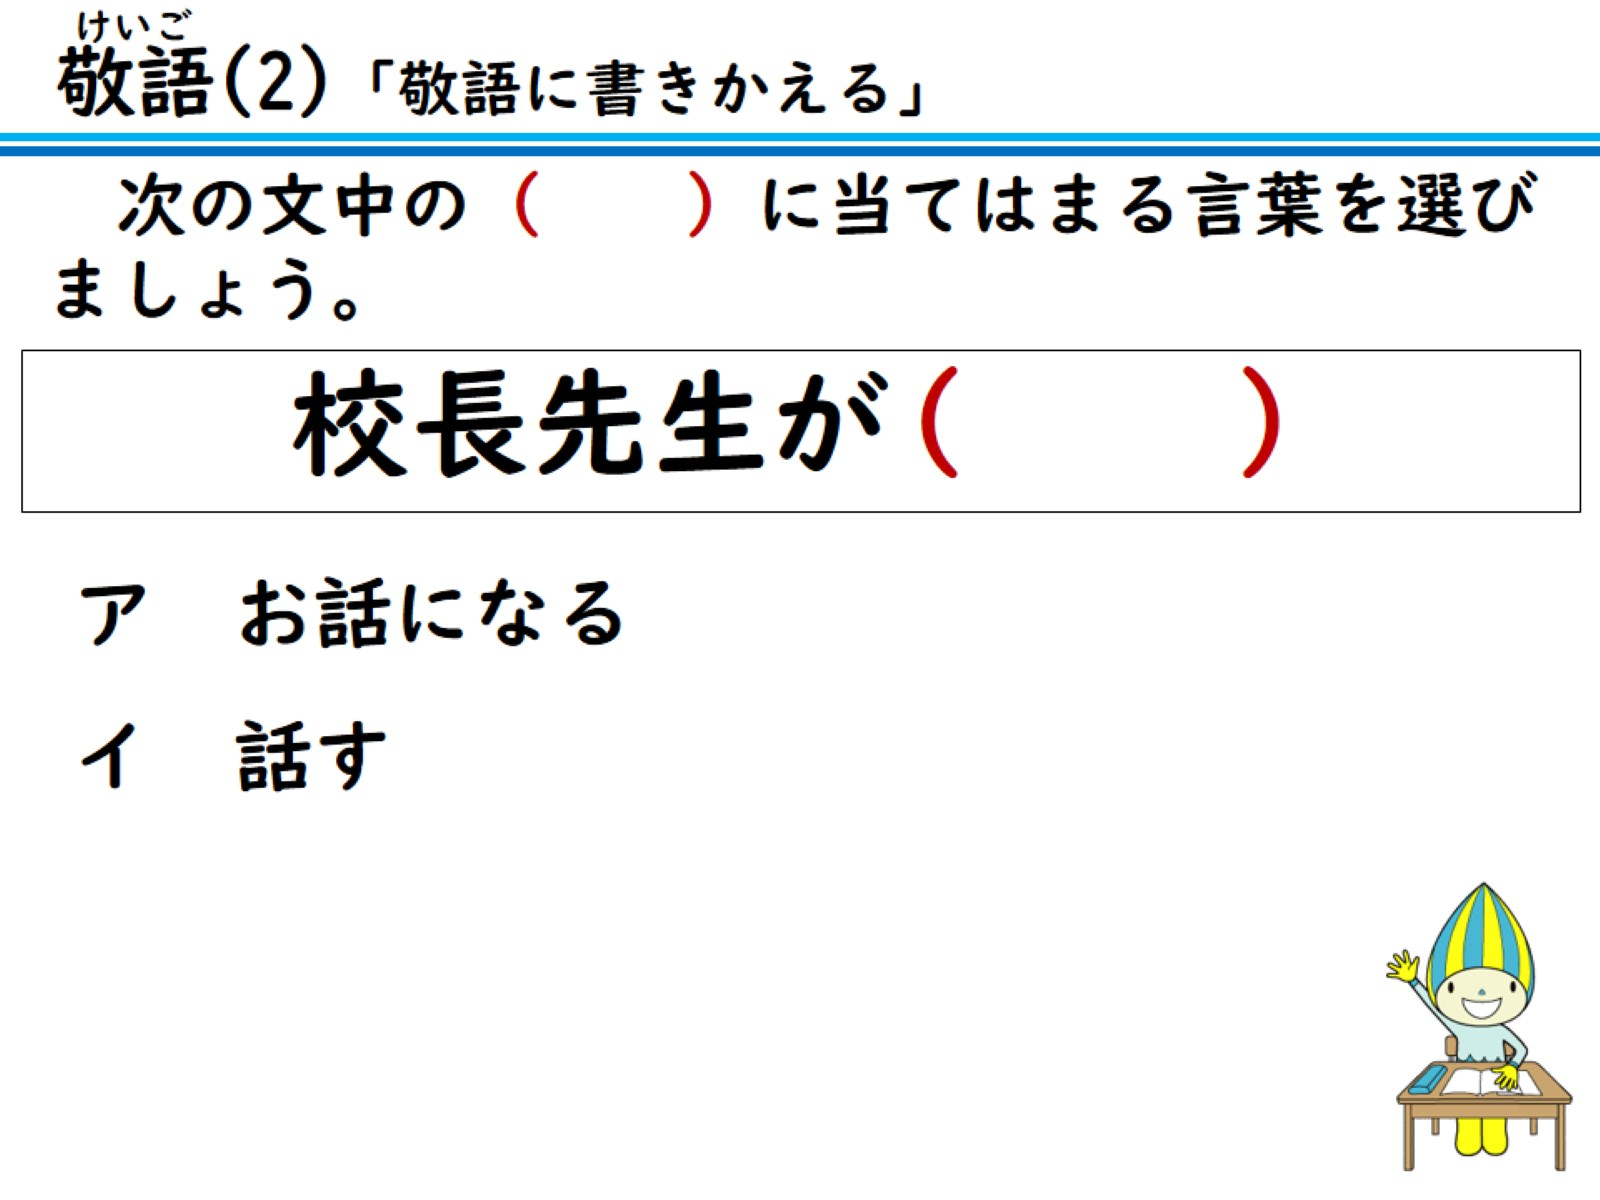 けいご
敬語(2)「敬語に書きかえる」
次の文中の(　　)に当てはまる言葉を選び
ましょう。
校長先生が(　　)
ア　お話になる
イ　話す